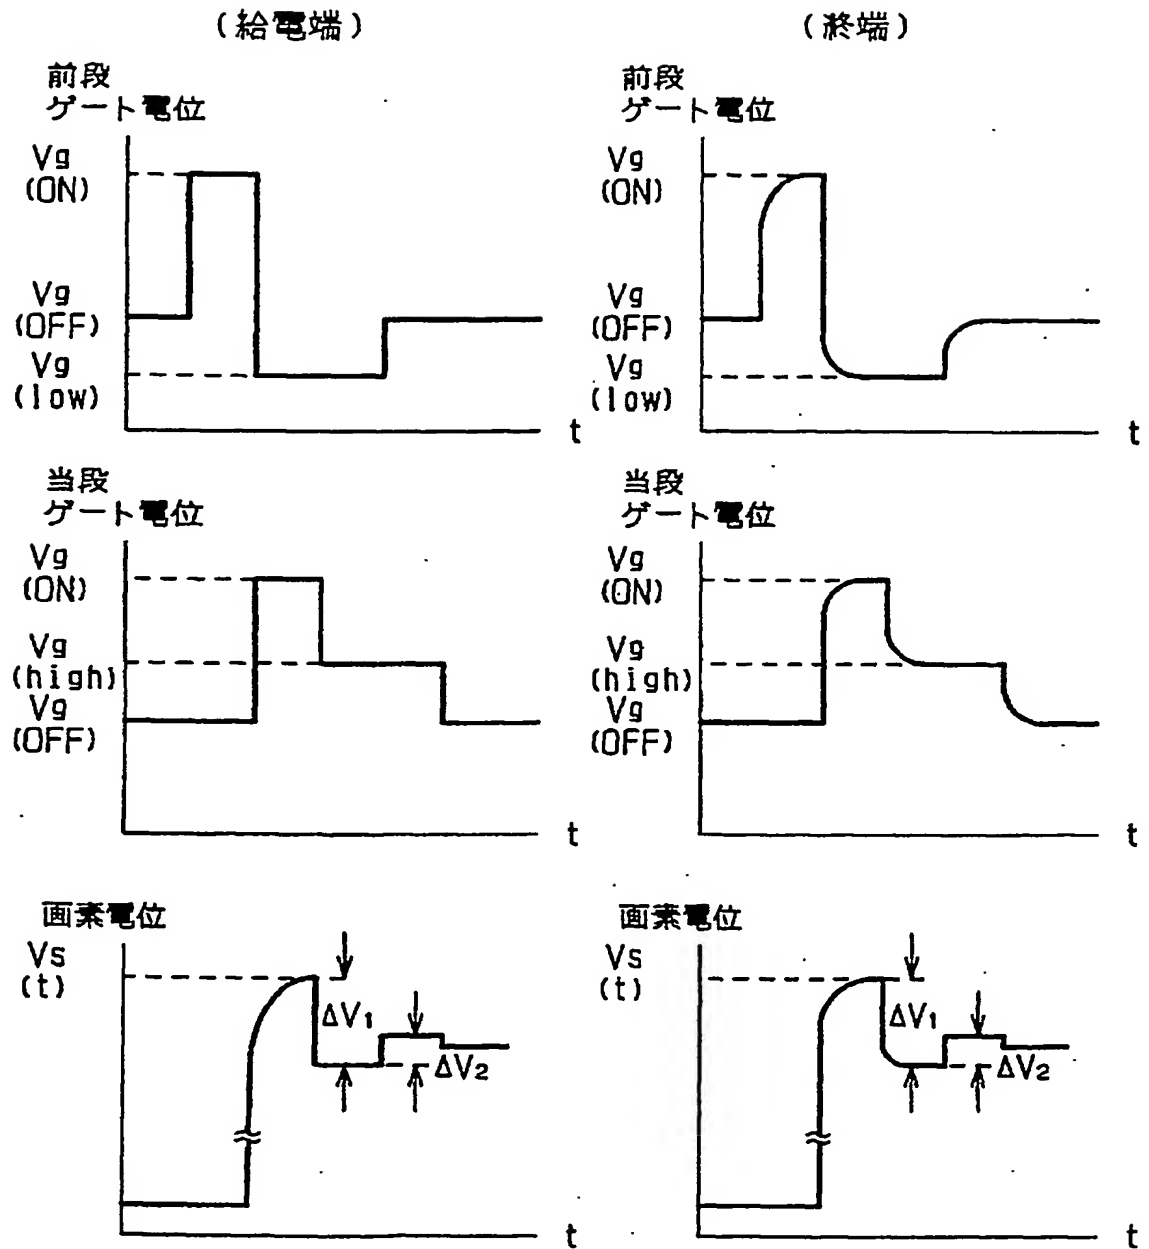 (給電端)
前段
ゲート電位
Vg
(ON)
Vg
(OFF)
Vg
(low)
t
当段
ゲート電位
Vg
(ON)
Vg
(high)
Vg
(OFF)
t
画素電位
Vs
(t)
ΔV1
ΔV2
t
(終端)
前段
ゲート電位
Vg
(ON)
Vg
(OFF)
Vg
(low)
t
当段
ゲート電位
Vg
(ON)
Vg
(high)
Vg
(OFF)
t
画素電位
Vs
(t)
ΔV1
ΔV2
t